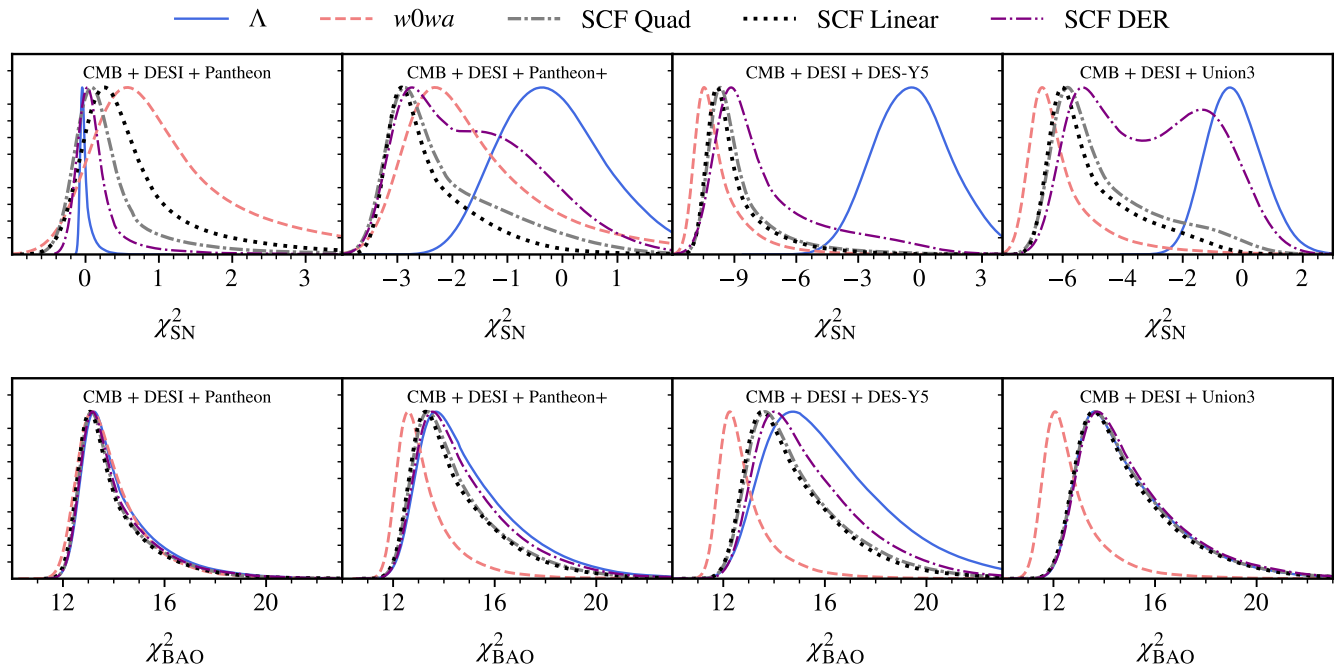 Λ w0wa SCF Quad SCF Linear SCF DER
CMB + DESI + Pantheon CMB + DESI + Pantheon+ CMB + DESI + DES-Y5 CMB + DESI + Union3
0 1 2 3 −3 −2 −1 0 1 −9 −6 −3 0 3 −6 −4 −2 0 2
χ²SN χ²SN χ²SN χ²SN
CMB + DESI + Pantheon CMB + DESI + Pantheon+ CMB + DESI + DES-Y5 CMB + DESI + Union3
12 16 20 12 16 20 12 16 20 12 16 20
χ²BAO χ²BAO χ²BAO χ²BAO